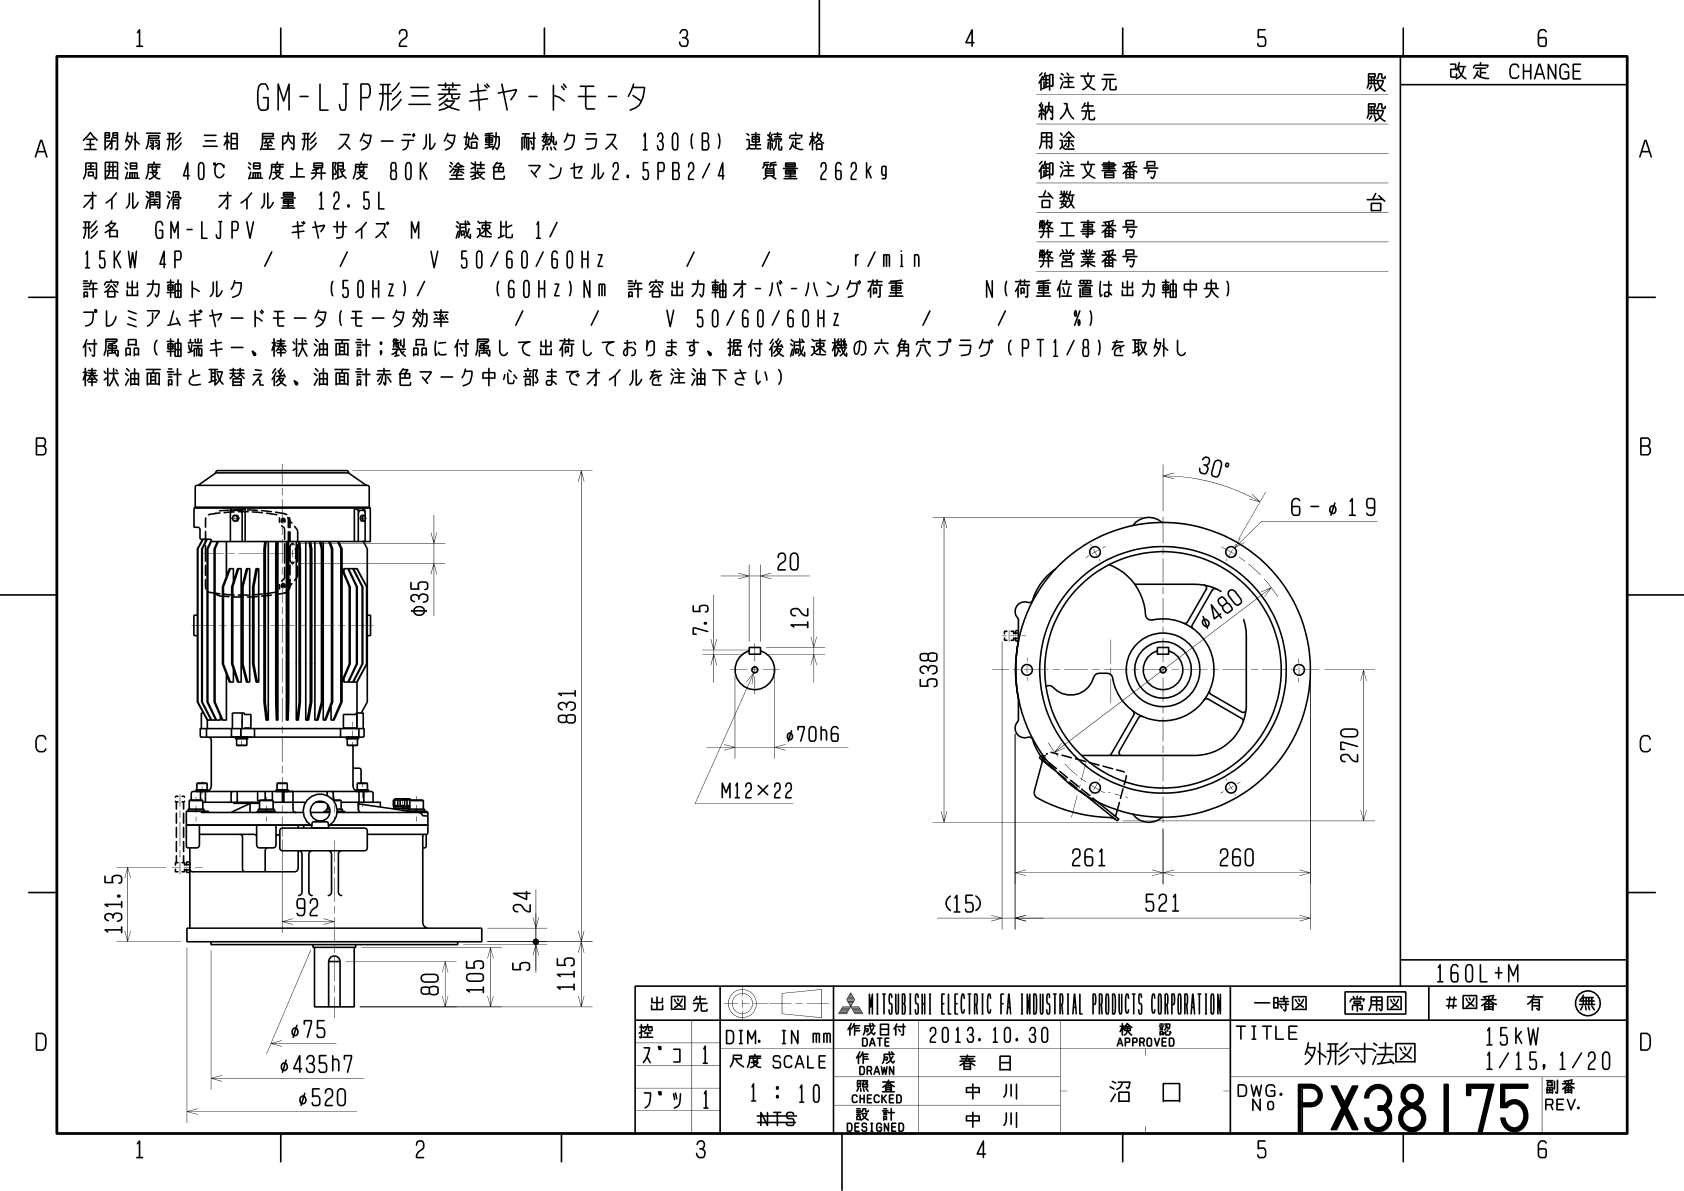 1 2 3 4 5 6
改定 CHANGE
GM-LJP形三菱ギヤードモータ
全閉外扇形 三相 屋内形 スターデルタ始動 耐熱クラス 130(B) 連続定格
周囲温度 40℃ 温度上昇限度 80K 塗装色 マンセル2.5PB2/4 質量 262kg
オイル潤滑 オイル量 12.5L
形名 GM-LJPV ギヤサイズ M 減速比 1/
15KW 4P / / V 50/60/60Hz / / r/min
許容出力軸トルク (50Hz)/ (60Hz)Nm 許容出力軸オーバーハング荷重 N(荷重位置は出力軸中央)
プレミアムギヤードモータ(モータ効率 / / V 50/60/60Hz / / %)
付属品(軸端キー、棒状油面計;製品に付属して出荷しております、据付後減速機の六角穴プラグ(PT1/8)を取外し
棒状油面計と取替え後、油面計赤色マーク中心部までオイルを注油下さい)
御注文元 殿
納入先 殿
用途
御注文書番号
台数 台
弊工事番号
弊営業番号
A A
B B
C C
D D
φ35
831
131.5
92
24
5
115
105
80
φ75
φ435h7
φ520
20
7.5
12
φ70h6
M12×22
30°
6-φ19
φ480
538
270
261 260
(15) 521
160L+M
出図先
控
ズコ 1
ブツ 1
DIM. IN mm
尺度 SCALE
1 : 10
NTS
MITSUBISHI ELECTRIC FA INDUSTRIAL PRODUCTS CORPORATION
作成日付 DATE 2013.10.30
作成 DRAWN 春日
照査 CHECKED 中川
設計 DESIGNED 中川
検認 APPROVED
沼口
一時図 常用図 #図番 有 無
TITLE 外形寸法図
15kW
1/15,1/20
DWG. No PX38175
副番 REV.
1 2 3 4 5 6